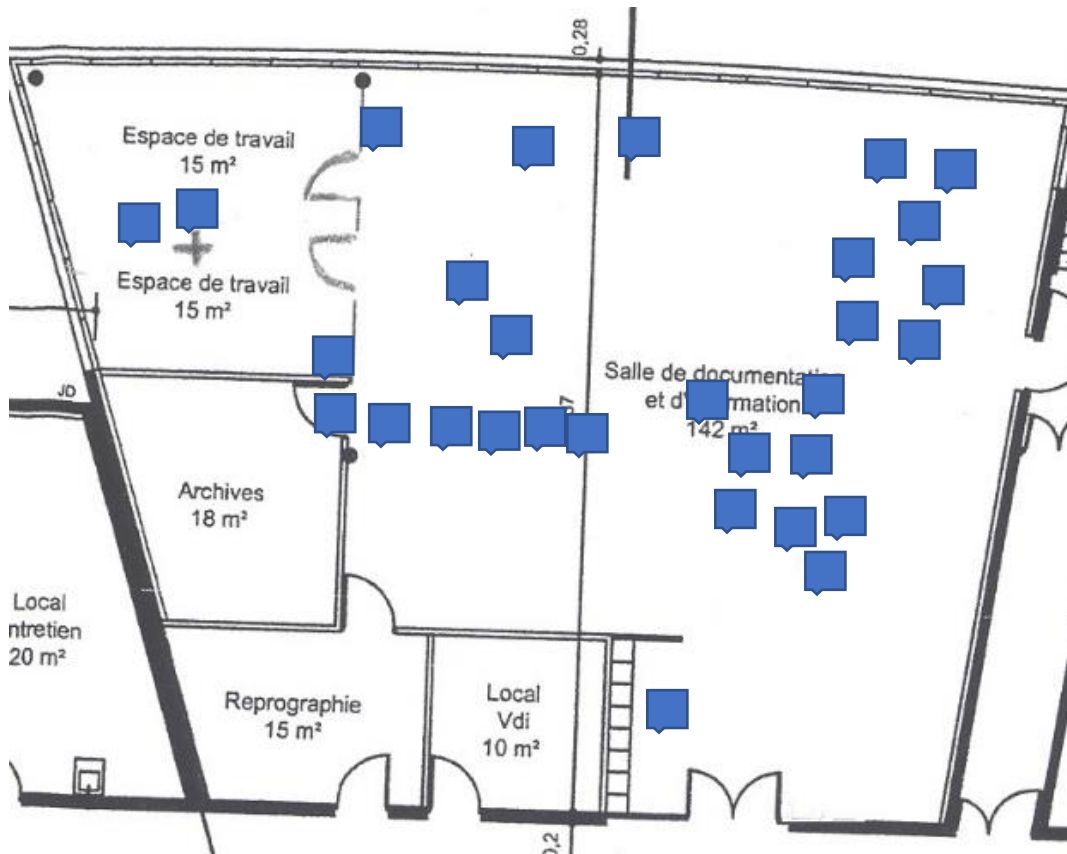 0,28
Espace de travail
15 m²
Espace de travail
15 m²
Salle de documentation
et d' rmation
142 m²
JD
Archives
18 m²
Local
ntretien
20 m²
Reprographie
15 m²
Local
Vdi
10 m²
0,2